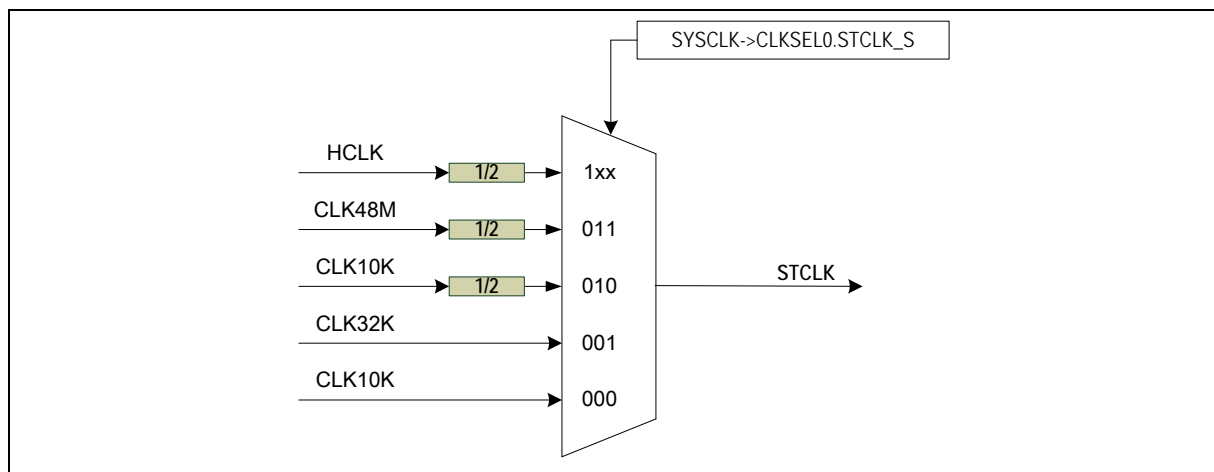 SYSCLK->CLKSEL0.STCLK_S
HCLK
1/2
1xx
CLK48M
1/2
011
CLK10K
1/2
010
STCLK
CLK32K
001
CLK10K
000